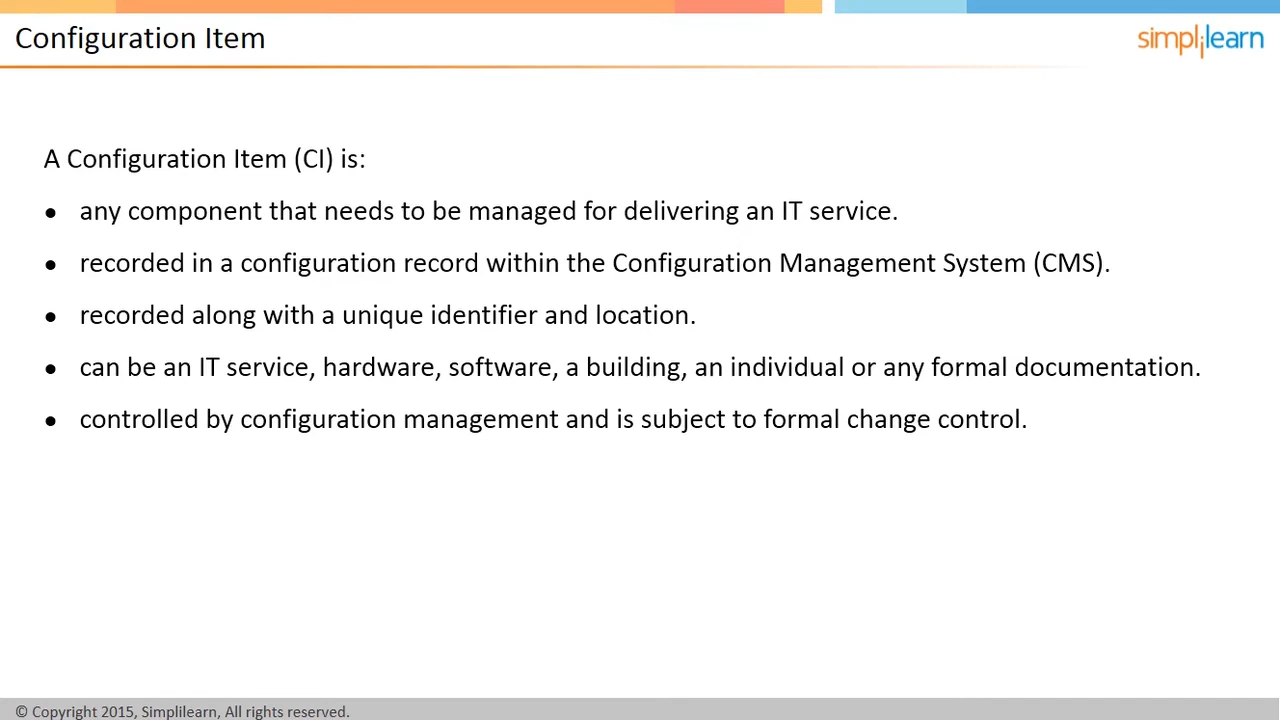 Configuration Item
simplilearn
A Configuration Item (CI) is:
• any component that needs to be managed for delivering an IT service.
• recorded in a configuration record within the Configuration Management System (CMS).
• recorded along with a unique identifier and location.
• can be an IT service, hardware, software, a building, an individual or any formal documentation.
• controlled by configuration management and is subject to formal change control.
© Copyright 2015, Simplilearn, All rights reserved.